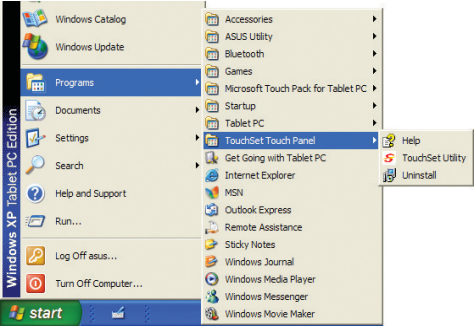 Windows XP Tablet PC Edition
Windows Catalog
Windows Update
Programs
Documents
Settings
Search
Help and Support
Run...
Log Off asus...
Turn Off Computer...
start
Accessories
ASUS Utility
Bluetooth
Games
Microsoft Touch Pack for Tablet PC
Startup
Tablet PC
TouchSet Touch Panel
Get Going with Tablet PC
Internet Explorer
MSN
Outlook Express
Remote Assistance
Sticky Notes
Windows Journal
Windows Media Player
Windows Messenger
Windows Movie Maker
Help
TouchSet Utility
Uninstall